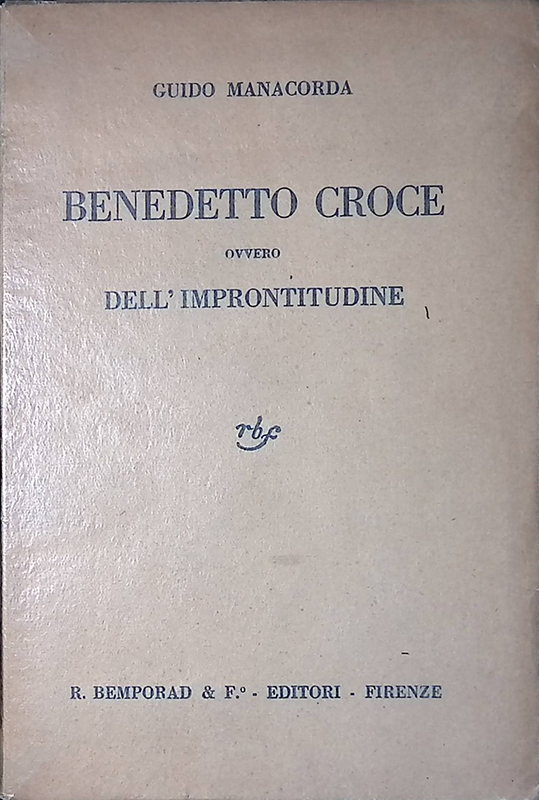 GUIDO MANACORDA
BENEDETTO CROCE
OVVERO
DELL' IMPRONTITUDINE
rbf
R. BEMPORAD & F.º - EDITORI - FIRENZE